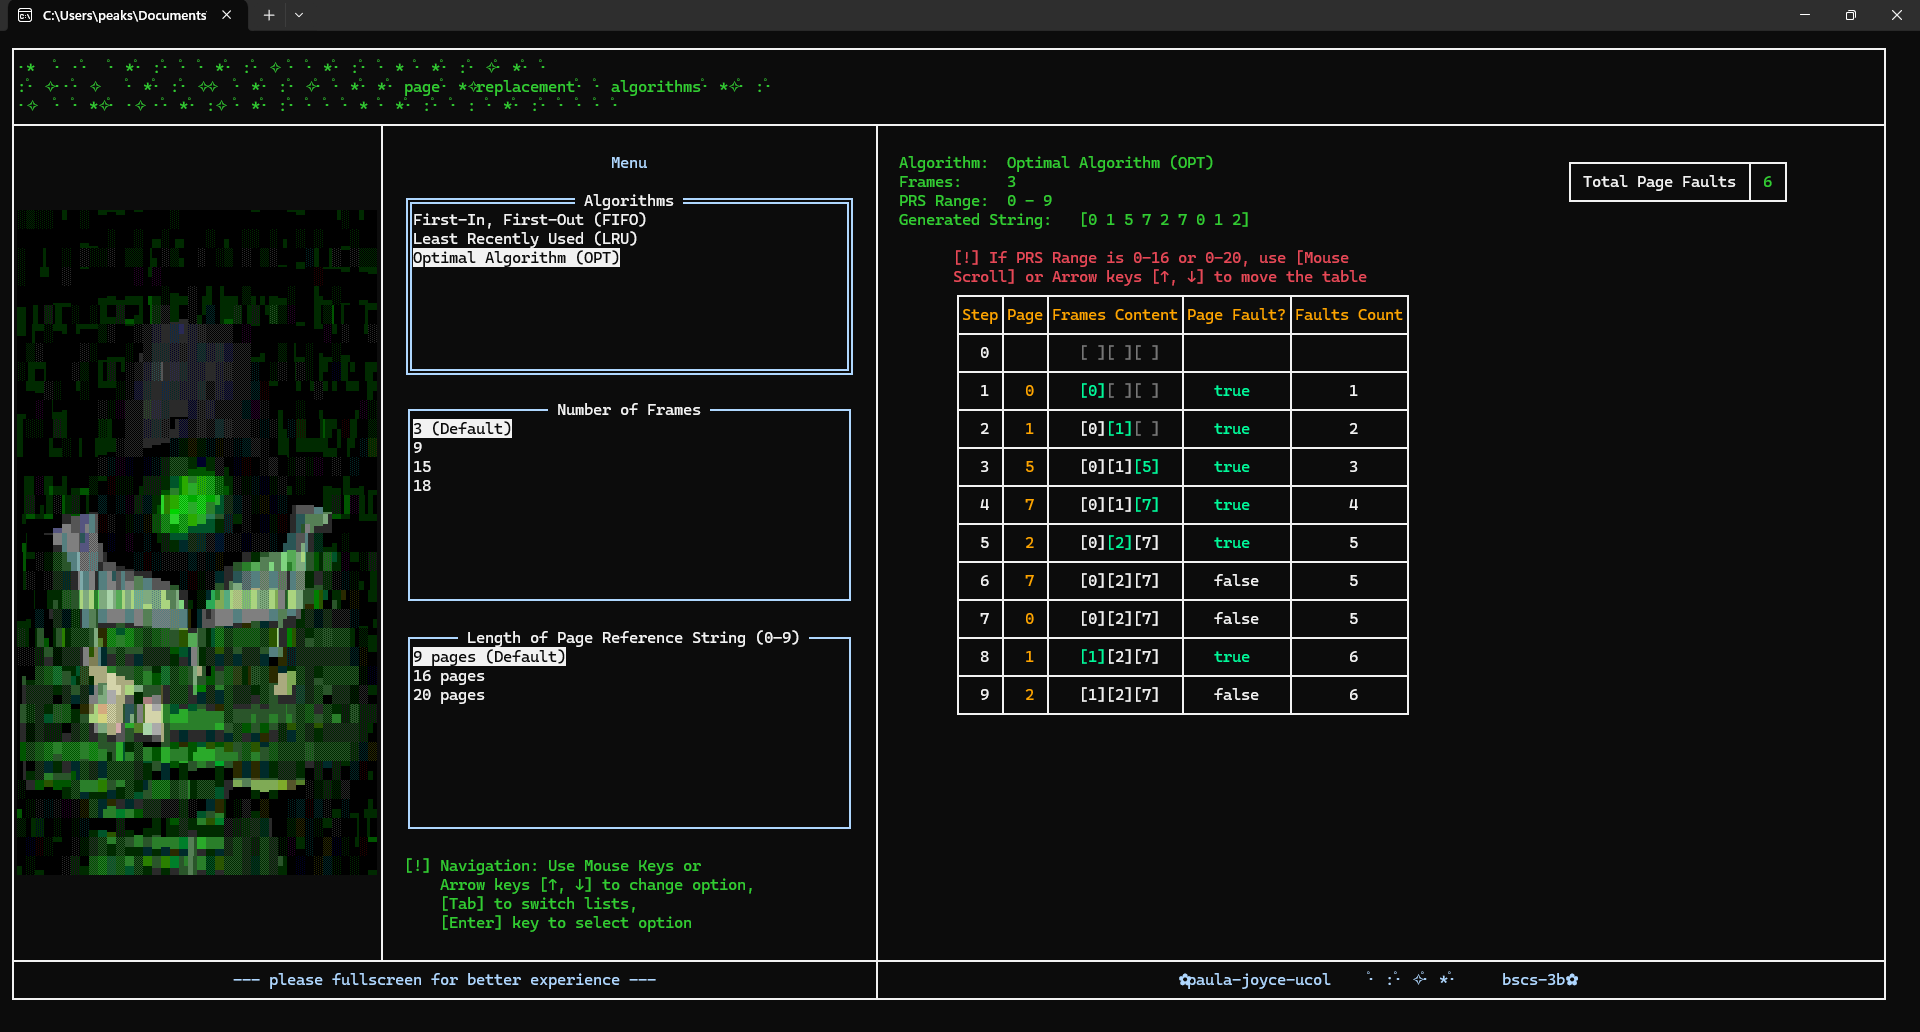 C:\Users\peaks\Documents
page replacement algorithms
Menu
Algorithms
First-In, First-Out (FIFO)
Least Recently Used (LRU)
Optimal Algorithm (OPT)
Number of Frames
3 (Default)
9
15
18
Length of Page Reference String (0-9)
9 pages (Default)
16 pages
20 pages
[!] Navigation: Use Mouse Keys or
Arrow keys [↑, ↓] to change option,
[Tab] to switch lists,
[Enter] key to select option
Algorithm: Optimal Algorithm (OPT)
Frames: 3
PRS Range: 0 - 9
Generated String: [0 1 5 7 2 7 0 1 2]
Total Page Faults 6
[!] If PRS Range is 0-16 or 0-20, use [Mouse
Scroll] or Arrow keys [↑, ↓] to move the table
Step Page Frames Content Page Fault? Faults Count
0 [ ][ ][ ]
1 0 [0][ ][ ] true 1
2 1 [0][1][ ] true 2
3 5 [0][1][5] true 3
4 7 [0][1][7] true 4
5 2 [0][2][7] true 5
6 7 [0][2][7] false 5
7 0 [0][2][7] false 5
8 1 [1][2][7] true 6
9 2 [1][2][7] false 6
--- please fullscreen for better experience ---
✿paula-joyce-ucol bscs-3b✿